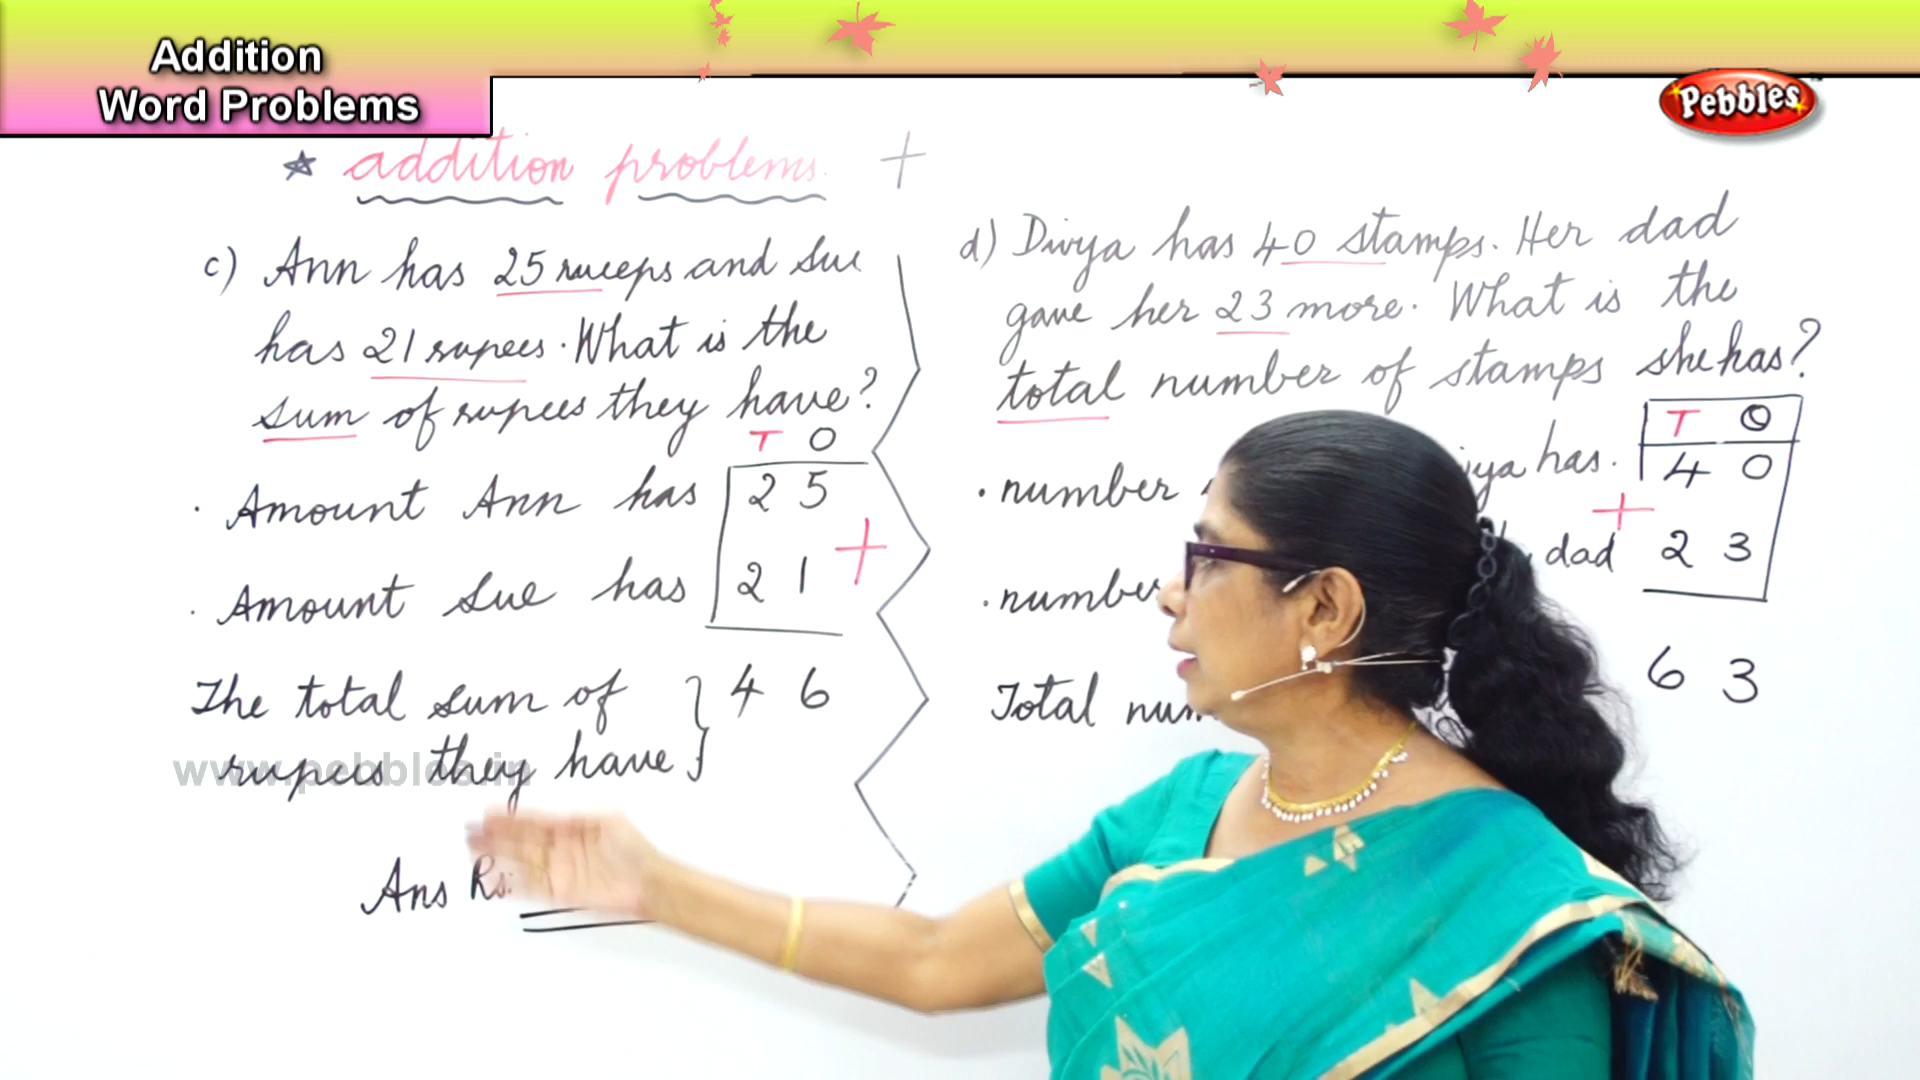 Addition
Word Problems
Pebbles
addition problems. +
c) Ann has 25 ruceeps and Sue
has 21 rupees. What is the
sum of rupees they have?
T O
Amount Ann has 2 5
+
Amount Sue has 2 1
The total sum of } 4 6
rupees they have
www.pebbles.in
Ans Rs.
d) Divya has 40 stamps. Her dad
gave her 23 more. What is the
total number of stamps she has?
T O
number has. 4 0
+
number dad 2 3
Total 6 3